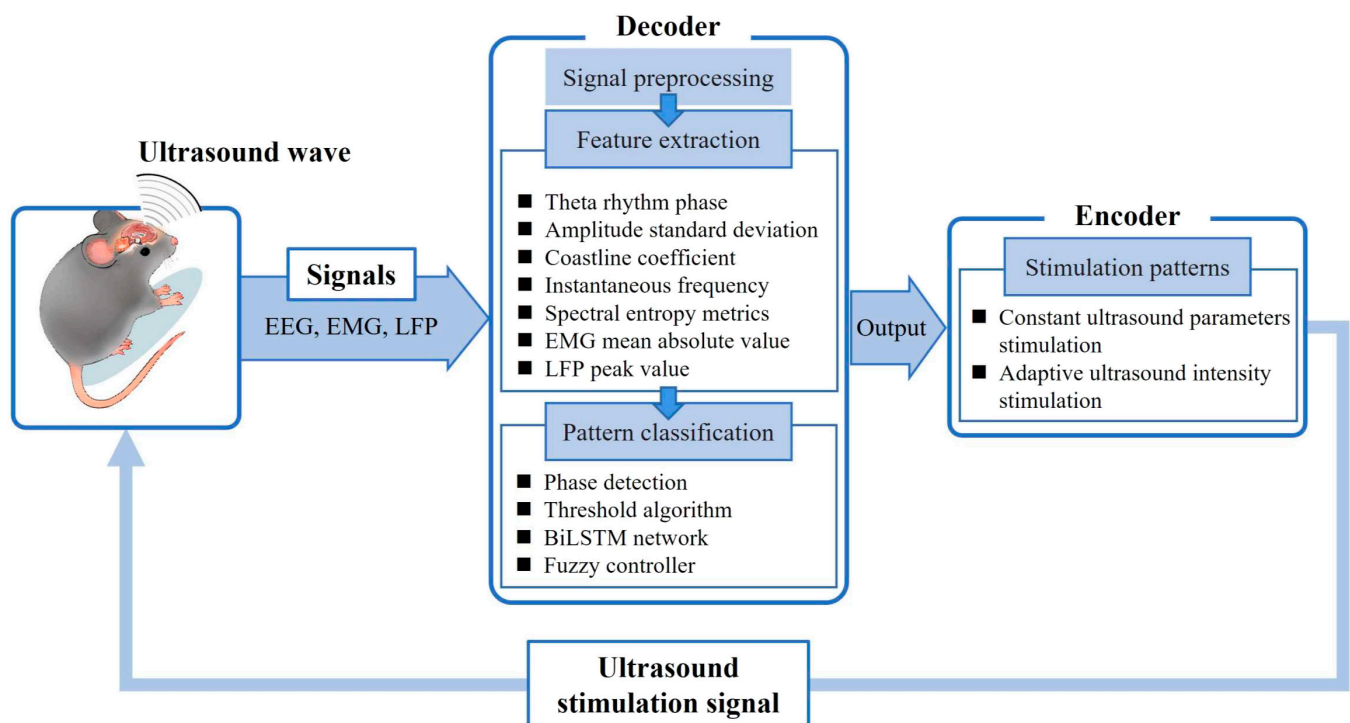 Ultrasound wave
Signals
EEG, EMG, LFP
Decoder
Signal preprocessing
Feature extraction
■ Theta rhythm phase
■ Amplitude standard deviation
■ Coastline coefficient
■ Instantaneous frequency
■ Spectral entropy metrics
■ EMG mean absolute value
■ LFP peak value
Pattern classification
■ Phase detection
■ Threshold algorithm
■ BiLSTM network
■ Fuzzy controller
Output
Encoder
Stimulation patterns
■ Constant ultrasound parameters
stimulation
■ Adaptive ultrasound intensity
stimulation
Ultrasound
stimulation signal